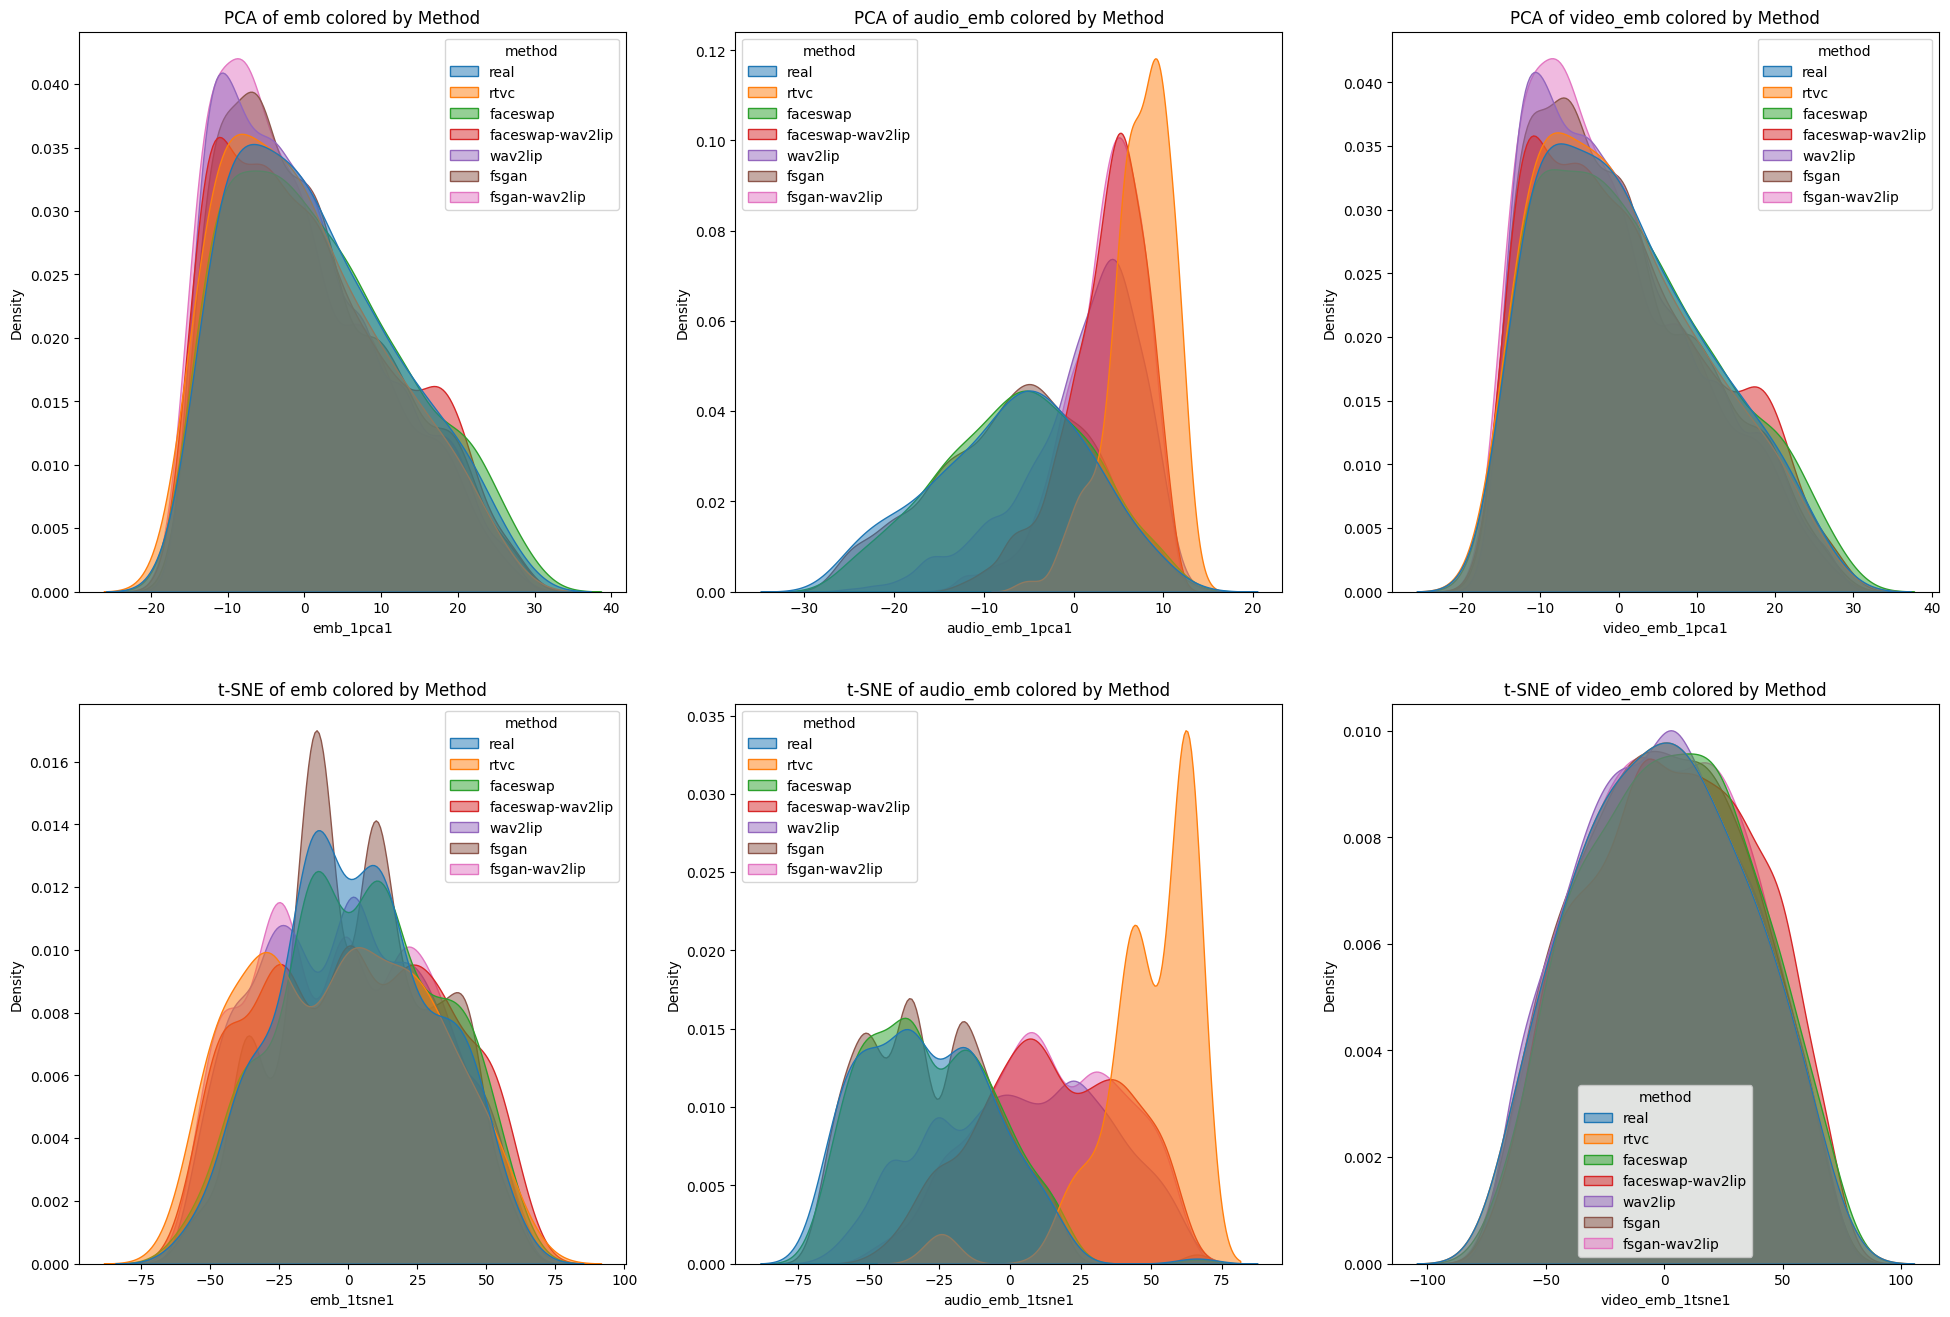 PCA of emb colored by Method
method
real
rtvc
faceswap
faceswap-wav2lip
wav2lip
fsgan
fsgan-wav2lip
Density
0.040
0.035
0.030
0.025
0.020
0.015
0.010
0.005
0.000
−20 −10 0 10 20 30 40
emb_1pca1
PCA of audio_emb colored by Method
method
real
rtvc
faceswap
faceswap-wav2lip
wav2lip
fsgan
fsgan-wav2lip
Density
0.12
0.10
0.08
0.06
0.04
0.02
0.00
−30 −20 −10 0 10 20
audio_emb_1pca1
PCA of video_emb colored by Method
method
real
rtvc
faceswap
faceswap-wav2lip
wav2lip
fsgan
fsgan-wav2lip
Density
0.040
0.035
0.030
0.025
0.020
0.015
0.010
0.005
0.000
−20 −10 0 10 20 30 40
video_emb_1pca1
t-SNE of emb colored by Method
method
real
rtvc
faceswap
faceswap-wav2lip
wav2lip
fsgan
fsgan-wav2lip
Density
0.016
0.014
0.012
0.010
0.008
0.006
0.004
0.002
0.000
−75 −50 −25 0 25 50 75 100
emb_1tsne1
t-SNE of audio_emb colored by Method
method
real
rtvc
faceswap
faceswap-wav2lip
wav2lip
fsgan
fsgan-wav2lip
Density
0.035
0.030
0.025
0.020
0.015
0.010
0.005
0.000
−75 −50 −25 0 25 50 75
audio_emb_1tsne1
t-SNE of video_emb colored by Method
Density
0.010
0.008
0.006
0.004
0.002
0.000
method
real
rtvc
faceswap
faceswap-wav2lip
wav2lip
fsgan
fsgan-wav2lip
−100 −50 0 50 100
video_emb_1tsne1